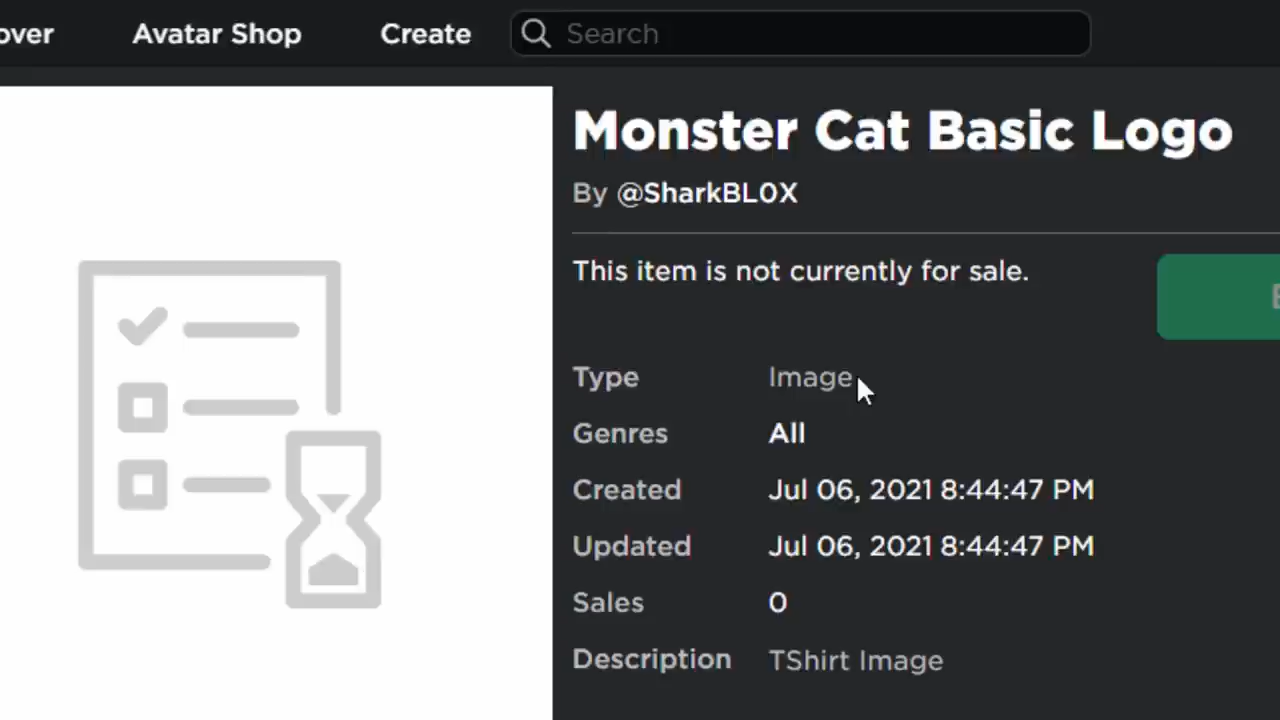 over Avatar Shop Create Search
Monster Cat Basic Logo
By @SharkBL0X
This item is not currently for sale.
Type Image
Genres All
Created Jul 06, 2021 8:44:47 PM
Updated Jul 06, 2021 8:44:47 PM
Sales 0
Description TShirt Image